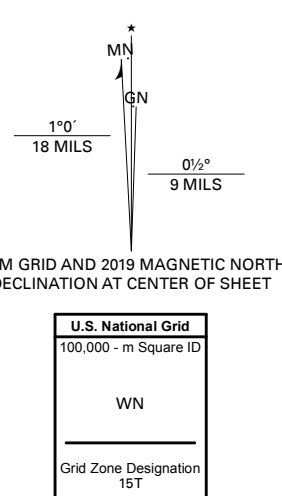 MN
GN
1°0´
18 MILS
0½°
9 MILS
M GRID AND 2019 MAGNETIC NORTH
DECLINATION AT CENTER OF SHEET
U.S. National Grid
100,000 - m Square ID
WN
Grid Zone Designation
15T